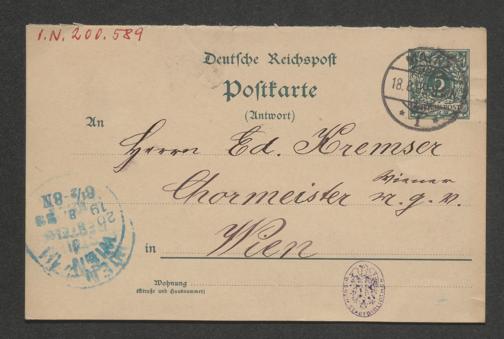 I.N. 200.589
Deutsche Reichspost
Postkarte
(Antwort)
An
Herrn Ed. Kremser
Chormeister Wiener M.G.V.
in Wien
Wohnung
(Straße und Hausnummer)